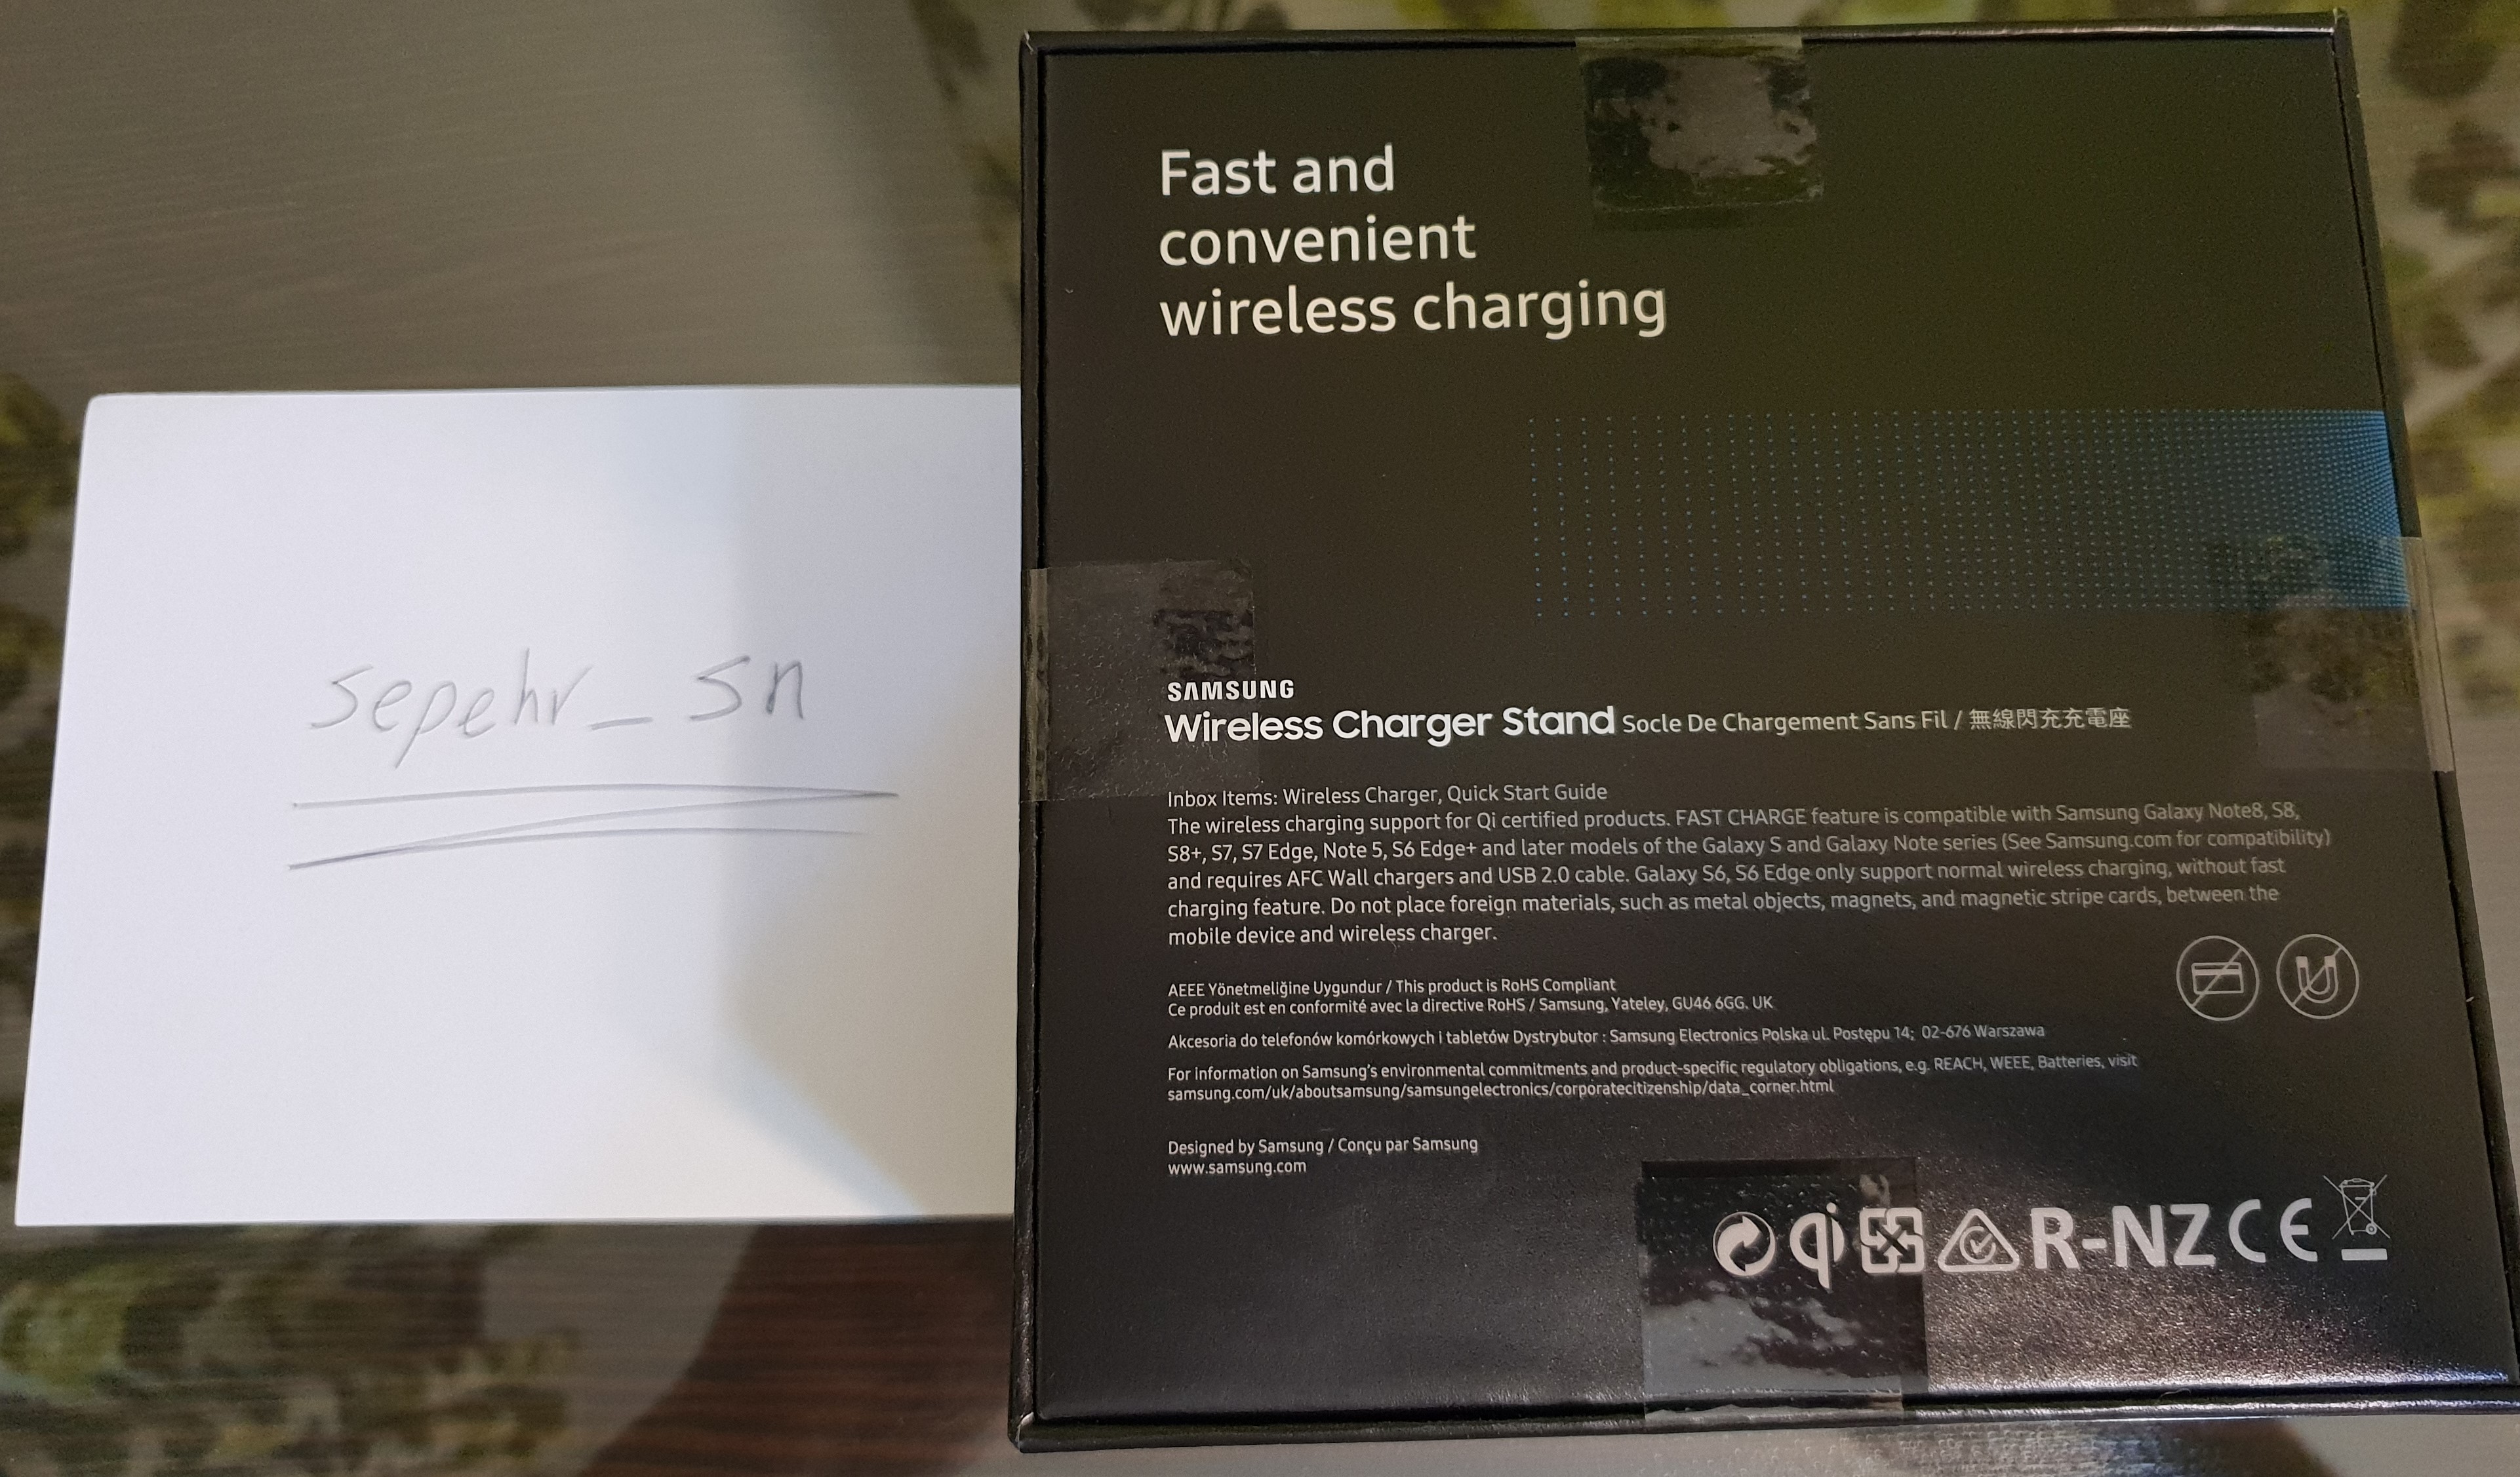 sepehr_sn
Fast and
convenient
wireless charging
SAMSUNG
Wireless Charger Stand Socle De Chargement Sans Fil / 無線閃充充電座
Inbox Items: Wireless Charger, Quick Start Guide
The wireless charging support for Qi certified products. FAST CHARGE feature is compatible with Samsung Galaxy Note8, S8,
S8+, S7, S7 Edge, Note 5, S6 Edge+ and later models of the Galaxy S and Galaxy Note series (See Samsung.com for compatibility)
and requires AFC Wall chargers and USB 2.0 cable. Galaxy S6, S6 Edge only support normal wireless charging, without fast
charging feature. Do not place foreign materials, such as metal objects, magnets, and magnetic stripe cards, between the
mobile device and wireless charger.
AEEE Yönetmeliğine Uygundur / This product is RoHS Compliant
Ce produit est en conformité avec la directive RoHS / Samsung, Yateley, GU46 6GG. UK
Akcesoria do telefonów komórkowych i tabletów Dystrybutor : Samsung Electronics Polska ul. Postępu 14; 02-676 Warszawa
For information on Samsung's environmental commitments and product-specific regulatory obligations, e.g. REACH, WEEE, Batteries, visit
samsung.com/uk/aboutsamsung/samsungelectronics/corporatecitizenship/data_corner.html
Designed by Samsung / Conçu par Samsung
www.samsung.com
qi R-NZ CE